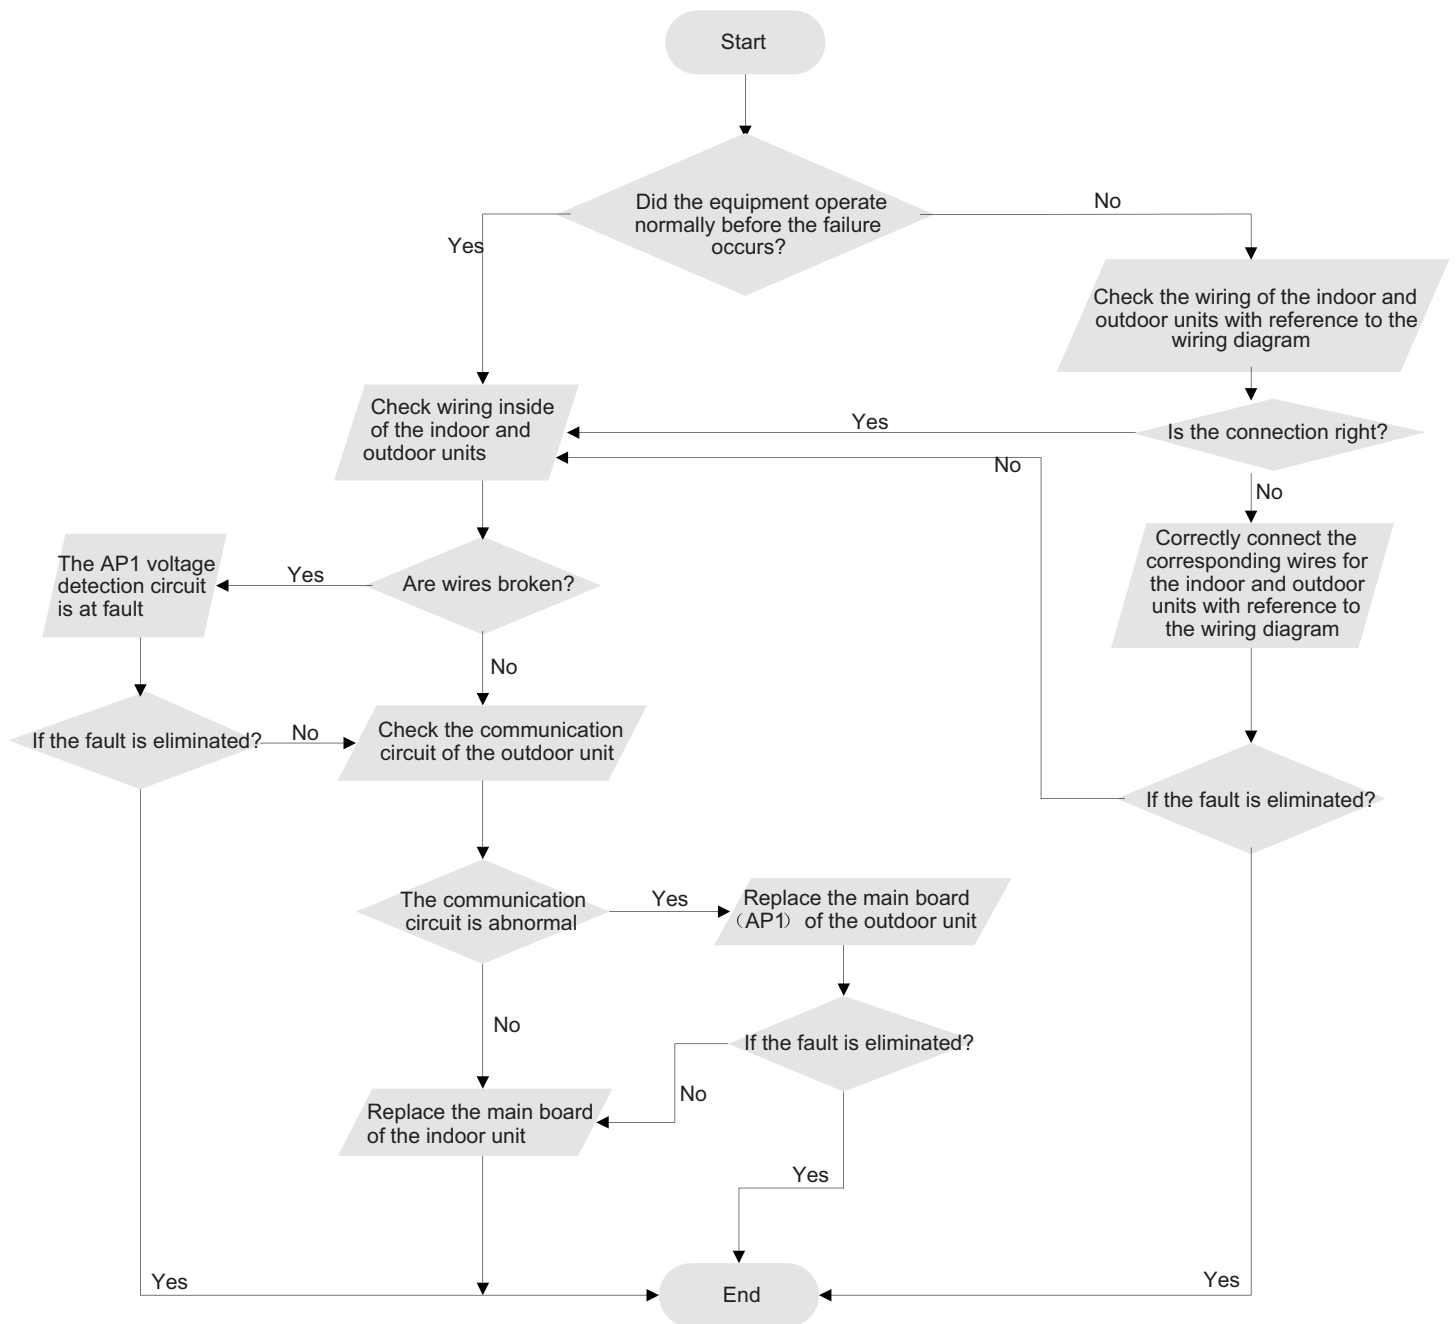 Start
Did the equipment operate
normally before the failure
occurs?
Yes
No
Check the wiring of the indoor and
outdoor units with reference to the
wiring diagram
Check wiring inside
of the indoor and
outdoor units
Yes
Is the connection right?
No
No
Correctly connect the
corresponding wires for
the indoor and outdoor
units with reference to
the wiring diagram
The AP1 voltage
detection circuit
is at fault
Yes
Are wires broken?
No
If the fault is eliminated?
No
Check the communication
circuit of the outdoor unit
If the fault is eliminated?
The communication
circuit is abnormal
Yes
Replace the main board
（AP1） of the outdoor unit
No
If the fault is eliminated?
No
Replace the main board
of the indoor unit
Yes
Yes
End
Yes